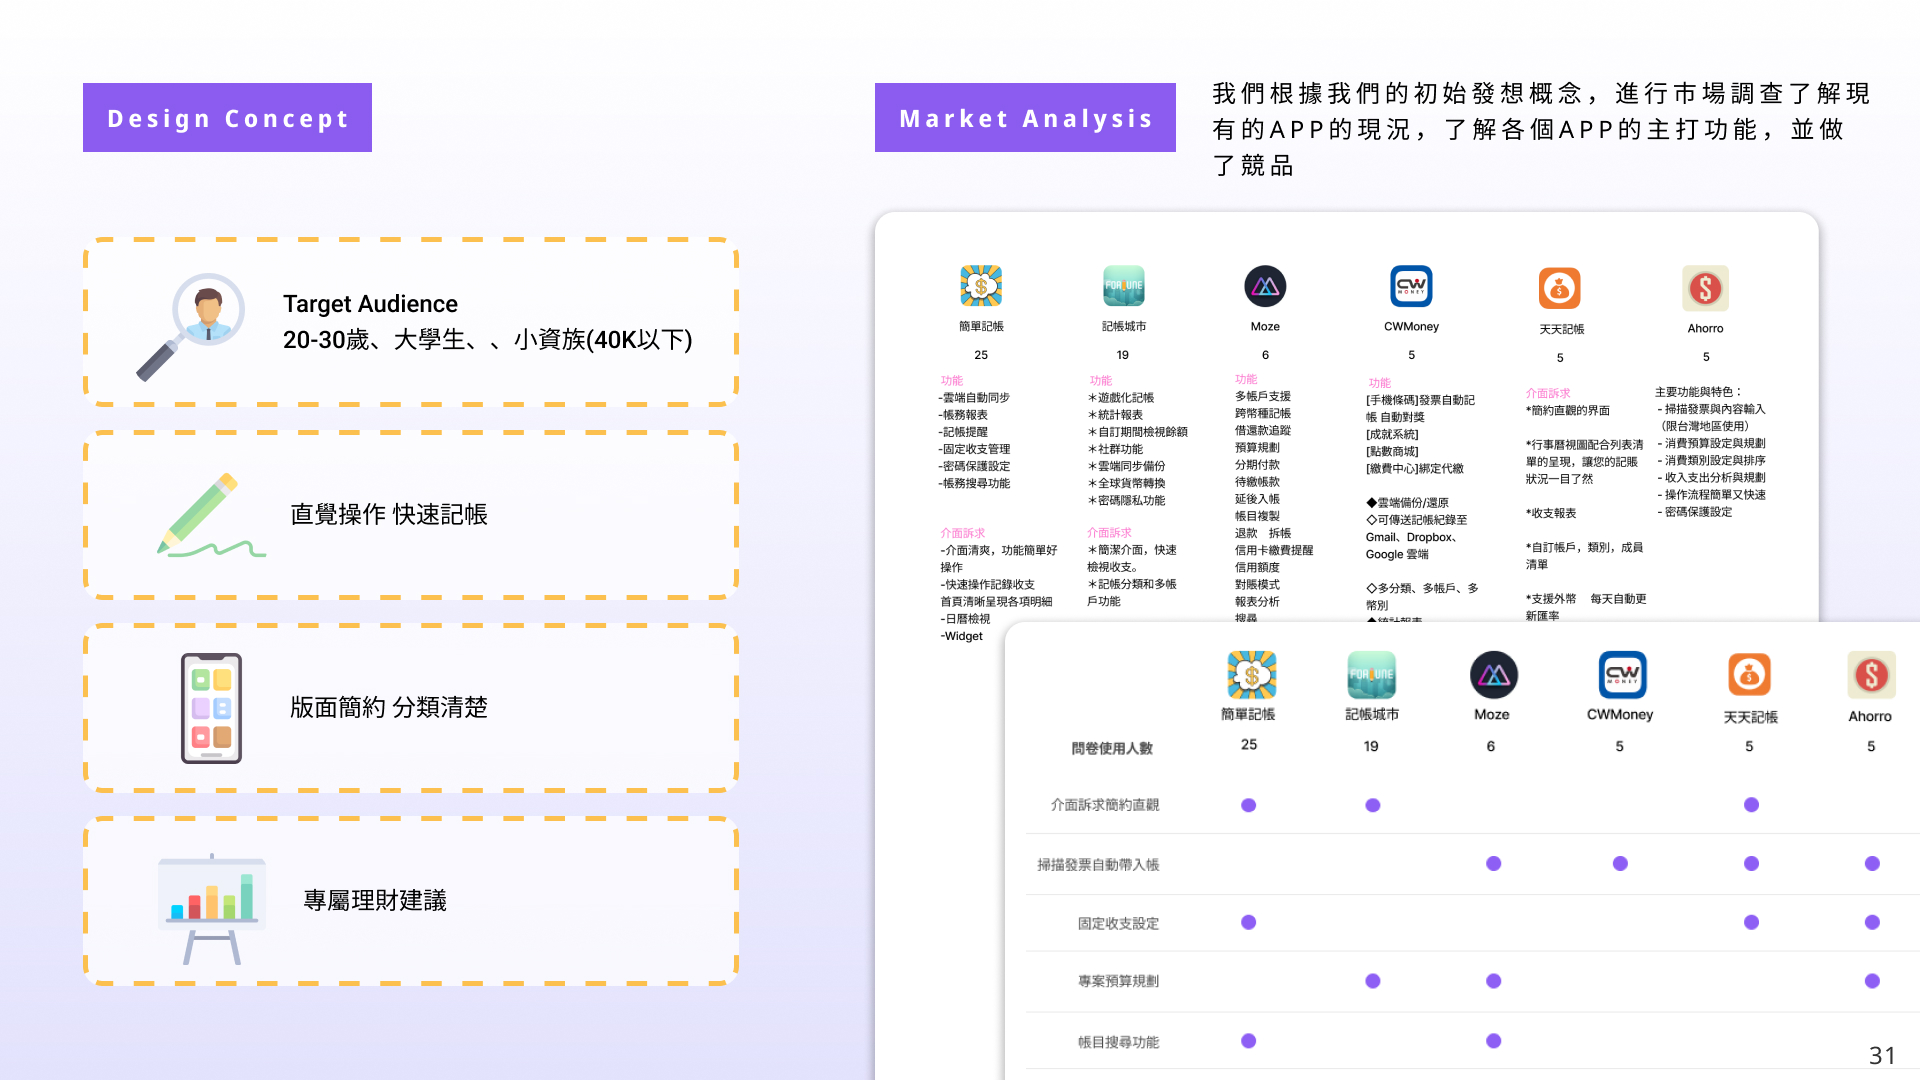 Design Concept
Target Audience
20-30歲、大學生、、小資族(40K以下)
直覺操作 快速記帳
版面簡約 分類清楚
專屬理財建議
Market Analysis
我們根據我們的初始發想概念，進行市場調查了解現
有的APP的現況，了解各個APP的主打功能，並做
了競品
簡單記帳
25
功能
-雲端自動同步
-帳務報表
-記帳提醒
-固定收支管理
-密碼保護設定
-帳務搜尋功能
介面訴求
-介面清爽，功能簡單好
操作
-快速操作記錄收支
首頁清晰呈現各項明細
-日曆檢視
-Widget
FORTUNE
記帳城市
19
功能
＊遊戲化記帳
＊統計報表
＊自訂期間檢視餘額
＊社群功能
＊雲端同步備份
＊全球貨幣轉換
＊密碼隱私功能
介面訴求
＊簡潔介面，快速
檢視收支。
＊記帳分類和多帳
戶功能
Moze
6
功能
多帳戶支援
跨幣種記帳
借還款追蹤
預算規劃
分期付款
待繳帳款
延後入帳
帳目複製
退款　拆帳
信用卡繳費提醒
信用額度
對賬模式
報表分析
搜尋
CW
MONEY
CWMoney
5
功能
[手機條碼]發票自動記
帳 自動對獎
[成就系統]
[點數商城]
[繳費中心]綁定代繳
◆雲端備份/還原
◇可傳送記帳紀錄至
Gmail、Dropbox、
Google 雲端
◇多分類、多帳戶、多
幣別
◆統計報表
天天記帳
5
介面訴求
*簡約直觀的界面
*行事曆視圖配合列表清
單的呈現，讓您的記賬
狀況一目了然
*收支報表
*自訂帳戶，類別，成員
清單
*支援外幣　每天自動更
新匯率
Ahorro
5
主要功能與特色：
- 掃描發票與內容輸入
（限台灣地區使用）
- 消費預算設定與規劃
- 消費類別設定與排序
- 收入支出分析與規劃
- 操作流程簡單又快速
- 密碼保護設定
FORTUNE
CW
MONEY
簡單記帳 記帳城市 Moze CWMoney 天天記帳 Ahorro
問卷使用人數 25 19 6 5 5 5
介面訴求簡約直觀
掃描發票自動帶入帳
固定收支設定
專案預算規劃
帳目搜尋功能
31